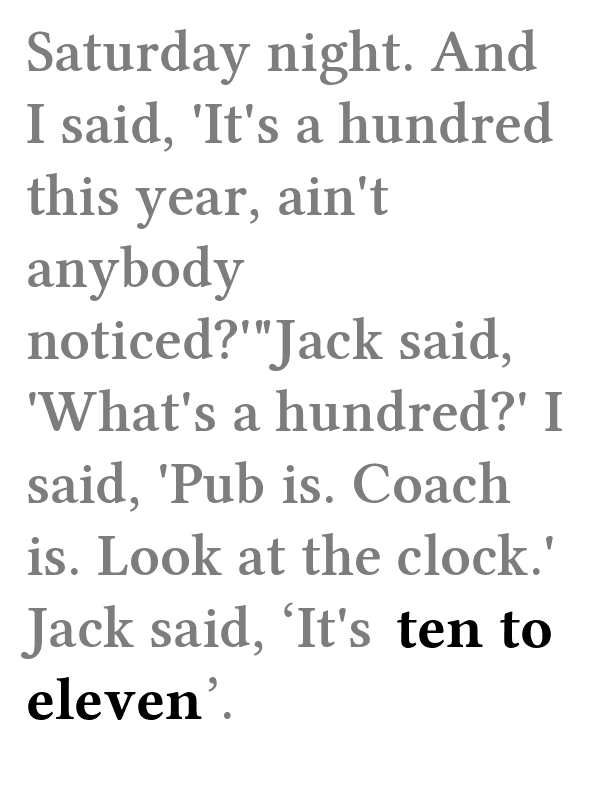 Saturday night. And
I said, 'It's a hundred
this year, ain't
anybody
noticed?'"Jack said,
'What's a hundred?' I
said, 'Pub is. Coach
is. Look at the clock.'
Jack said, ‘It's ten to
eleven’.